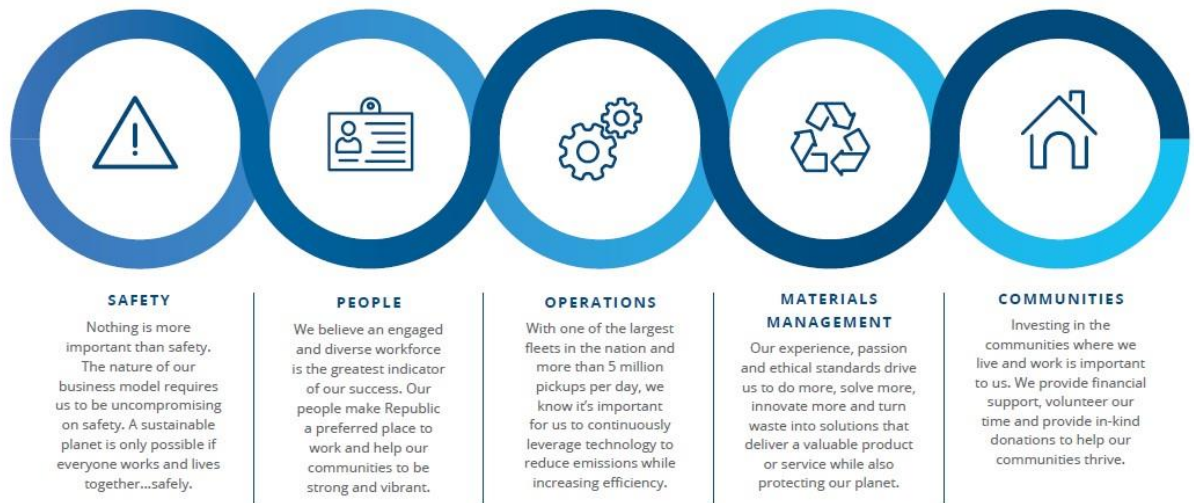 SAFETY
Nothing is more
important than safety.
The nature of our
business model requires
us to be uncompromising
on safety. A sustainable
planet is only possible if
everyone works and lives
together...safely.
PEOPLE
We believe an engaged
and diverse workforce
is the greatest indicator
of our success. Our
people make Republic
a preferred place to
work and help our
communities to be
strong and vibrant.
OPERATIONS
With one of the largest
fleets in the nation and
more than 5 million
pickups per day, we
know it’s important
for us to continuously
leverage technology to
reduce emissions while
increasing efficiency.
MATERIALS
MANAGEMENT
Our experience, passion
and ethical standards drive
us to do more, solve more,
innovate more and turn
waste into solutions that
deliver a valuable product
or service while also
protecting our planet.
COMMUNITIES
Investing in the
communities where we
live and work is important
to us. We provide financial
support, volunteer our
time and provide in-kind
donations to help our
communities thrive.